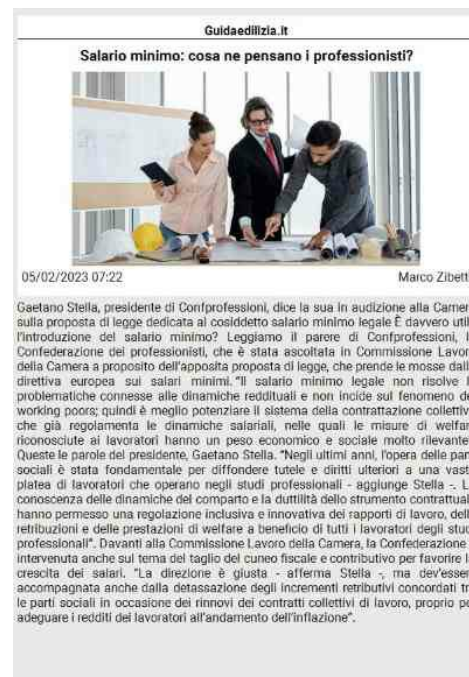 Guidaedilizia.it
Salario minimo: cosa ne pensano i professionisti?
05/02/2023 07:22 Marco Zibett
Gaetano Stella, presidente di Confprofessioni, dice la sua in audizione alla Camer
sulla proposta di legge dedicata al cosiddetto salario minimo legale È davvero util
l'introduzione del salario minimo? Leggiamo il parere di Confprofessioni, l
Confederazione dei professionisti, che è stata ascoltata in Commissione Lavor
della Camera a proposito dell'apposita proposta di legge, che prende le mosse dall
direttiva europea sui salari minimi. "Il salario minimo legale non risolve l
problematiche connesse alle dinamiche reddituali e non incide sul fenomeno de
working poors; quindi è meglio potenziare il sistema della contrattazione collettiv
che già regolamenta le dinamiche salariali, nelle quali le misure di welfar
riconosciute ai lavoratori hanno un peso economico e sociale molto rilevante
Queste le parole del presidente, Gaetano Stella. "Negli ultimi anni, l'opera delle par
sociali è stata fondamentale per diffondere tutele e diritti ulteriori a una vast
platea di lavoratori che operano negli studi professionali - aggiunge Stella -. L
conoscenza delle dinamiche del comparto e la duttilità dello strumento contrattual
hanno permesso una regolazione inclusiva e innovativa dei rapporti di lavoro, dell
retribuzioni e delle prestazioni di welfare a beneficio di tutti i lavoratori degli stud
professionali". Davanti alla Commissione Lavoro della Camera, la Confederazione
intervenuta anche sul tema del taglio del cuneo fiscale e contributivo per favorire l
crescita dei salari. "La direzione è giusta - afferma Stella -, ma dev'esser
accompagnata anche dalla detassazione degli incrementi retributivi concordati tr
le parti sociali in occasione dei rinnovi dei contratti collettivi di lavoro, proprio pe
adeguare i redditi dei lavoratori all'andamento dell'inflazione".